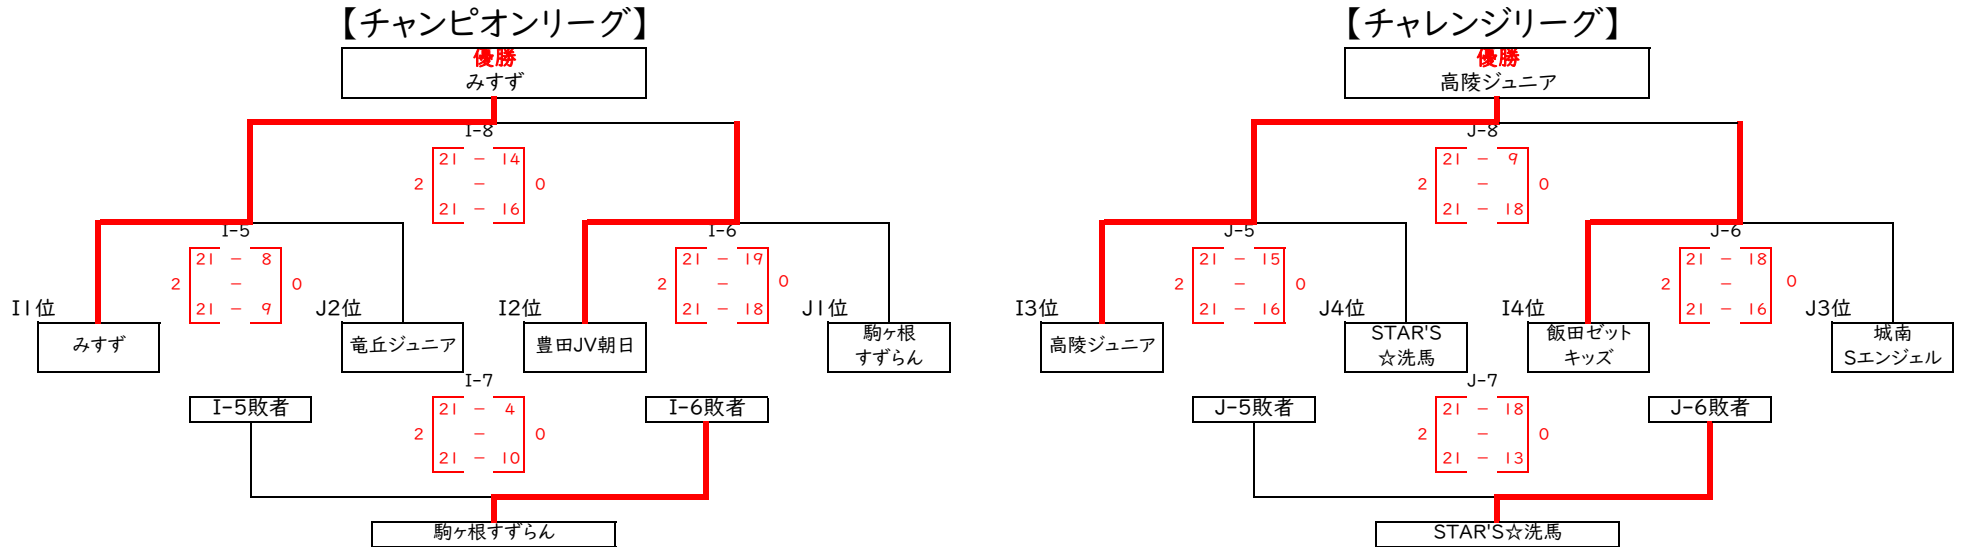 【チャンピオンリーグ】
優勝
みすず
I-8
21 - 14
2 - 0
21 - 16
I-5
21 - 8
2 - 0
21 - 9
I-6
21 - 19
2 - 0
21 - 18
I1位
みすず
J2位
竜丘ジュニア
I2位
豊田JV朝日
J1位
駒ヶ根
すずらん
I-7
I-5敗者
21 - 4
2 - 0
21 - 10
I-6敗者
駒ヶ根すずらん
【チャレンジリーグ】
優勝
高陵ジュニア
J-8
21 - 9
2 - 0
21 - 18
J-5
21 - 15
2 - 0
21 - 16
J-6
21 - 18
2 - 0
21 - 16
I3位
高陵ジュニア
J4位
STAR'S
☆洗馬
I4位
飯田ゼット
キッズ
J3位
城南
Sエンジェル
J-7
J-5敗者
21 - 18
2 - 0
21 - 13
J-6敗者
STAR'S☆洗馬